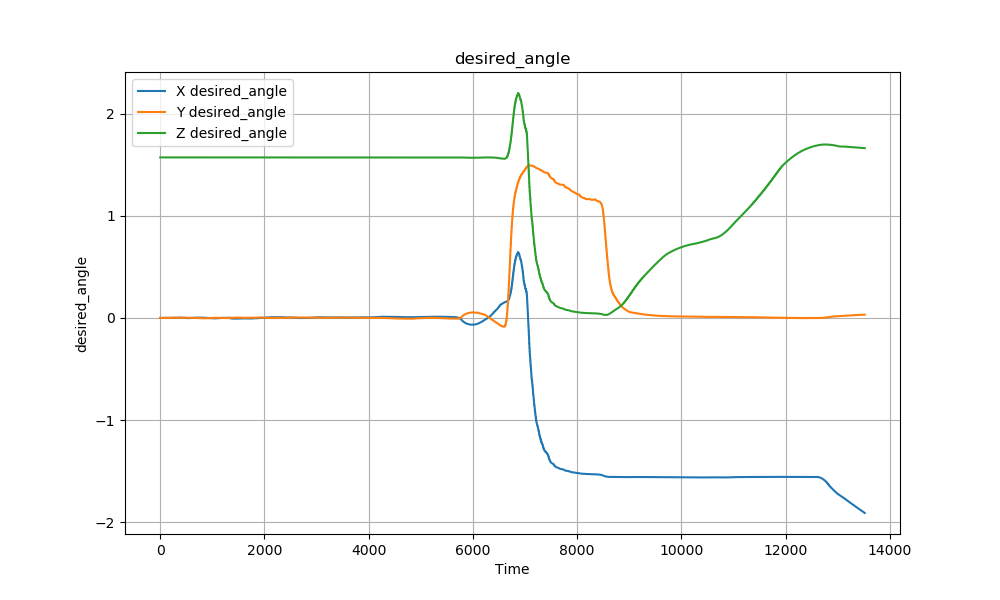 desired_angle
X desired_angle
Y desired_angle
Z desired_angle
desired_angle
2
1
0
−1
−2
0 2000 4000 6000 8000 10000 12000 14000
Time